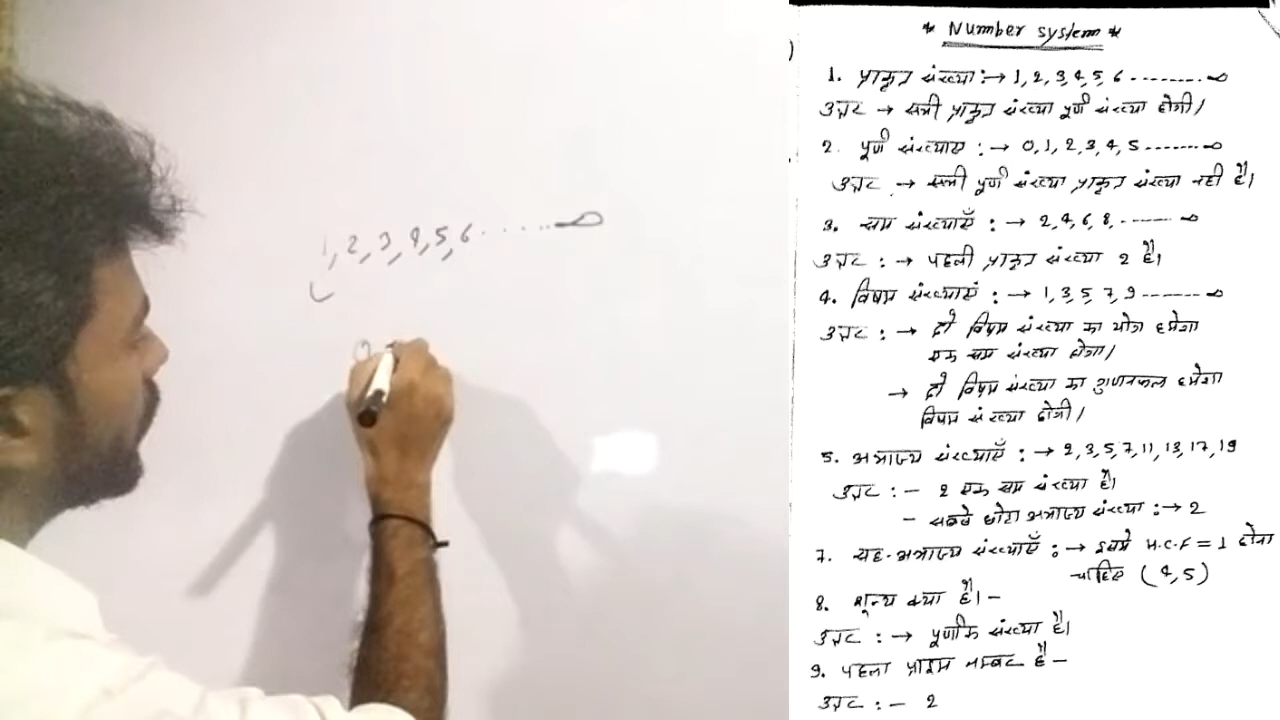 1, 2, 3, 4, 5, 6 ...... ∞
* Number system *
1. प्राकृत संख्या :→ 1, 2, 3, 4, 5, 6 --------- ∞
उत्तर → सभी प्राकृत संख्या पूर्ण संख्या होगी।
2. पूर्ण संख्याए :→ 0, 1, 2, 3, 4, 5 ------- ∞
उत्तर → सभी पूर्ण संख्या प्राकृत संख्या नही है।
3. सम संख्याएँ :→ 2, 4, 6, 8, ------ ∞
उत्तर :→ पहली प्राकृत संख्या 2 है।
4. विषम संख्याएं :→ 1, 3, 5, 7, 9 -------- ∞
उत्तर :→ दो विषम संख्या का योग हमेशा
एक सम संख्या होगा।
→ दो विषम संख्या का गुणनफल हमेशा
विषम संख्या होगी।
5. अभाज्य संख्याएँ :→ 2, 3, 5, 7, 11, 13, 17, 19
उत्तर :- 2 एक सम संख्या है।
- सबसे छोटा अभाज्य संख्या :→ 2
7. सह-अभाज्य संख्याएँ :→ इसमे H.C.F = 1 होना
चाहिए (4, 5)
8. शून्य क्या है। -
उत्तर :→ पूर्णांक संख्या है।
9. पहला प्राइम नम्बर है -
उत्तर :- 2